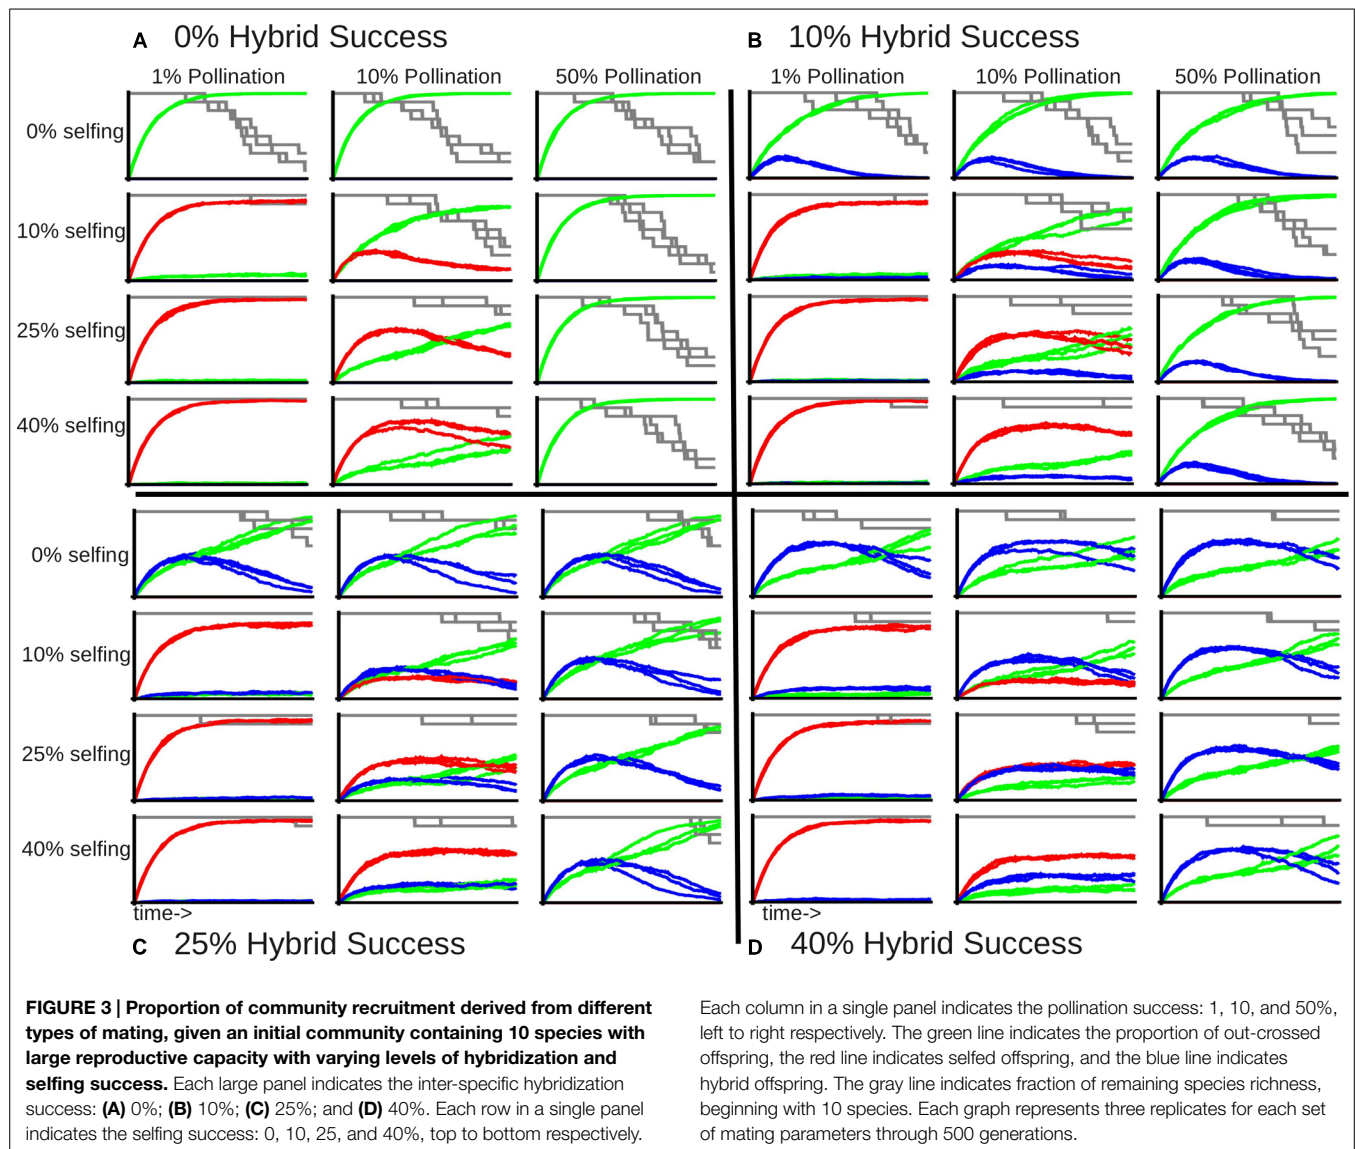 A 0% Hybrid Success
B 10% Hybrid Success
1% Pollination 10% Pollination 50% Pollination
1% Pollination 10% Pollination 50% Pollination
0% selfing
10% selfing
25% selfing
40% selfing
0% selfing
10% selfing
25% selfing
40% selfing
time->
time->
C 25% Hybrid Success
D 40% Hybrid Success
FIGURE 3 | Proportion of community recruitment derived from different
types of mating, given an initial community containing 10 species with
large reproductive capacity with varying levels of hybridization and
selfing success. Each large panel indicates the inter-specific hybridization
success: (A) 0%; (B) 10%; (C) 25%; and (D) 40%. Each row in a single panel
indicates the selfing success: 0, 10, 25, and 40%, top to bottom respectively.
Each column in a single panel indicates the pollination success: 1, 10, and 50%,
left to right respectively. The green line indicates the proportion of out-crossed
offspring, the red line indicates selfed offspring, and the blue line indicates
hybrid offspring. The gray line indicates fraction of remaining species richness,
beginning with 10 species. Each graph represents three replicates for each set
of mating parameters through 500 generations.